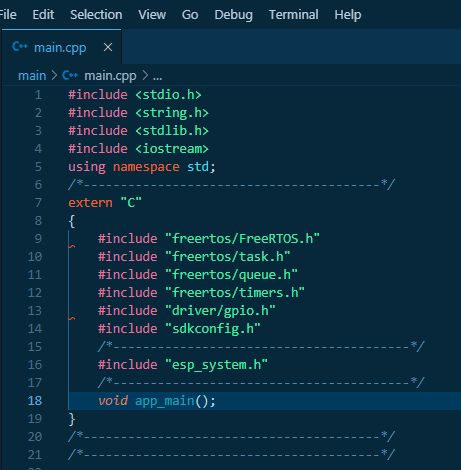 File Edit Selection View Go Debug Terminal Help
C++ main.cpp ×
main > C++ main.cpp > ...
1 #include <stdio.h>
2 #include <string.h>
3 #include <stdlib.h>
4 #include <iostream>
5 using namespace std;
6 /*----------------------------------------*/
7 extern "C"
8 {
9 #include "freertos/FreeRTOS.h"
10 #include "freertos/task.h"
11 #include "freertos/queue.h"
12 #include "freertos/timers.h"
13 #include "driver/gpio.h"
14 #include "sdkconfig.h"
15 /*----------------------------------------*/
16 #include "esp_system.h"
17 /*----------------------------------------*/
18 void app_main();
19 }
20 /*----------------------------------------*/
21 /*----------------------------------------*/